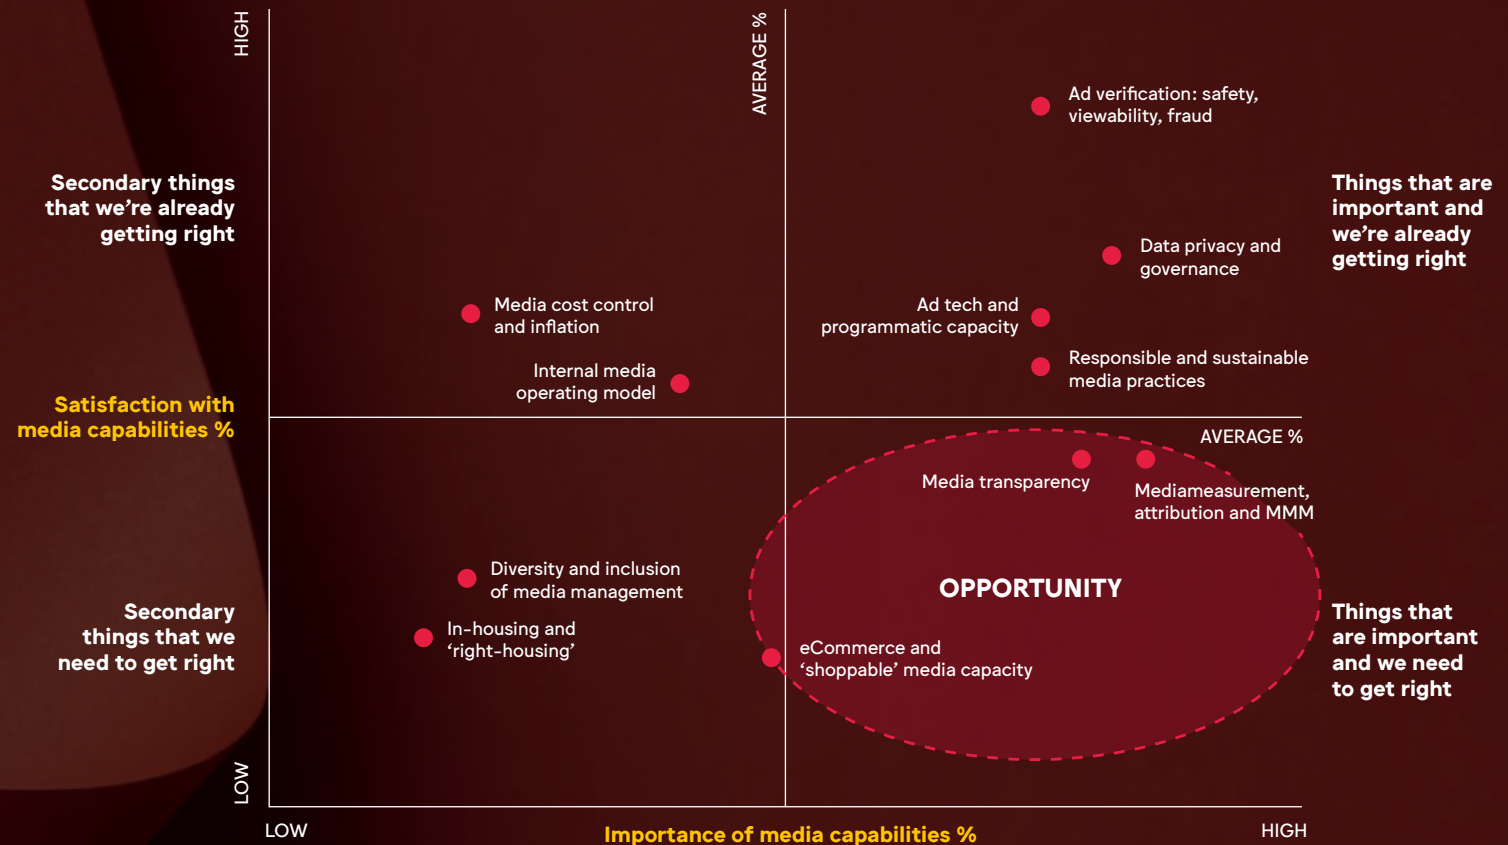 HIGH
AVERAGE %
Ad verification: safety,
viewability, fraud
Secondary things
that we’re already
getting right
Things that are
important and
we’re already
getting right
Data privacy and
governance
Media cost control
and inflation
Ad tech and
programmatic capacity
Internal media
operating model
Responsible and sustainable
media practices
Satisfaction with
media capabilities %
AVERAGE %
Media transparency
Mediameasurement,
attribution and MMM
Diversity and inclusion
of media management
OPPORTUNITY
Secondary
things that we
need to get right
In-housing and
‘right-housing’
Things that
are important
and we need
to get right
eCommerce and
‘shoppable’ media capacity
LOW
LOW
Importance of media capabilities %
HIGH